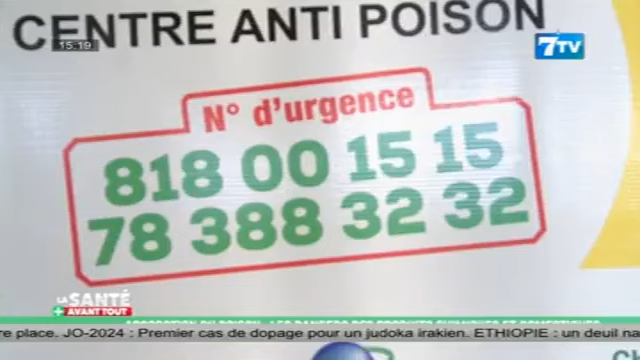 CENTRE ANTI POISON
15:19
7TV
N° d'urgence
818 00 15 15
78 388 32 32
LA SANTÉ
+ AVANT TOUT
re place. JO-2024 : Premier cas de dopage pour un judoka irakien. ETHIOPIE : un deuil na